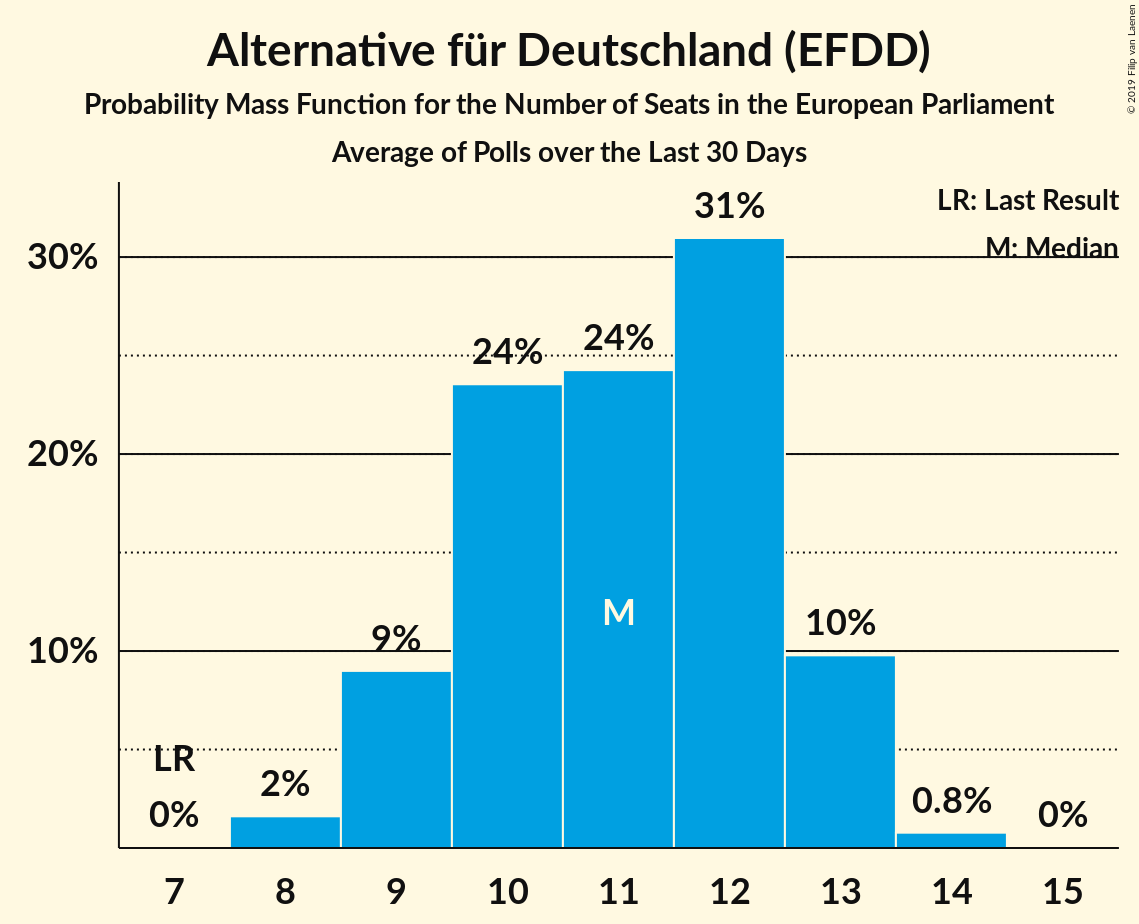 Alternative für Deutschland (EFDD)
Probability Mass Function for the Number of Seats in the European Parliament
Average of Polls over the Last 30 Days
© 2019 Filip van Laenen
LR: Last Result
M: Median
31%
30%
24%
24%
20%
M
10%
9%
10%
LR
2%
0%
0.8%
0%
7 8 9 10 11 12 13 14 15